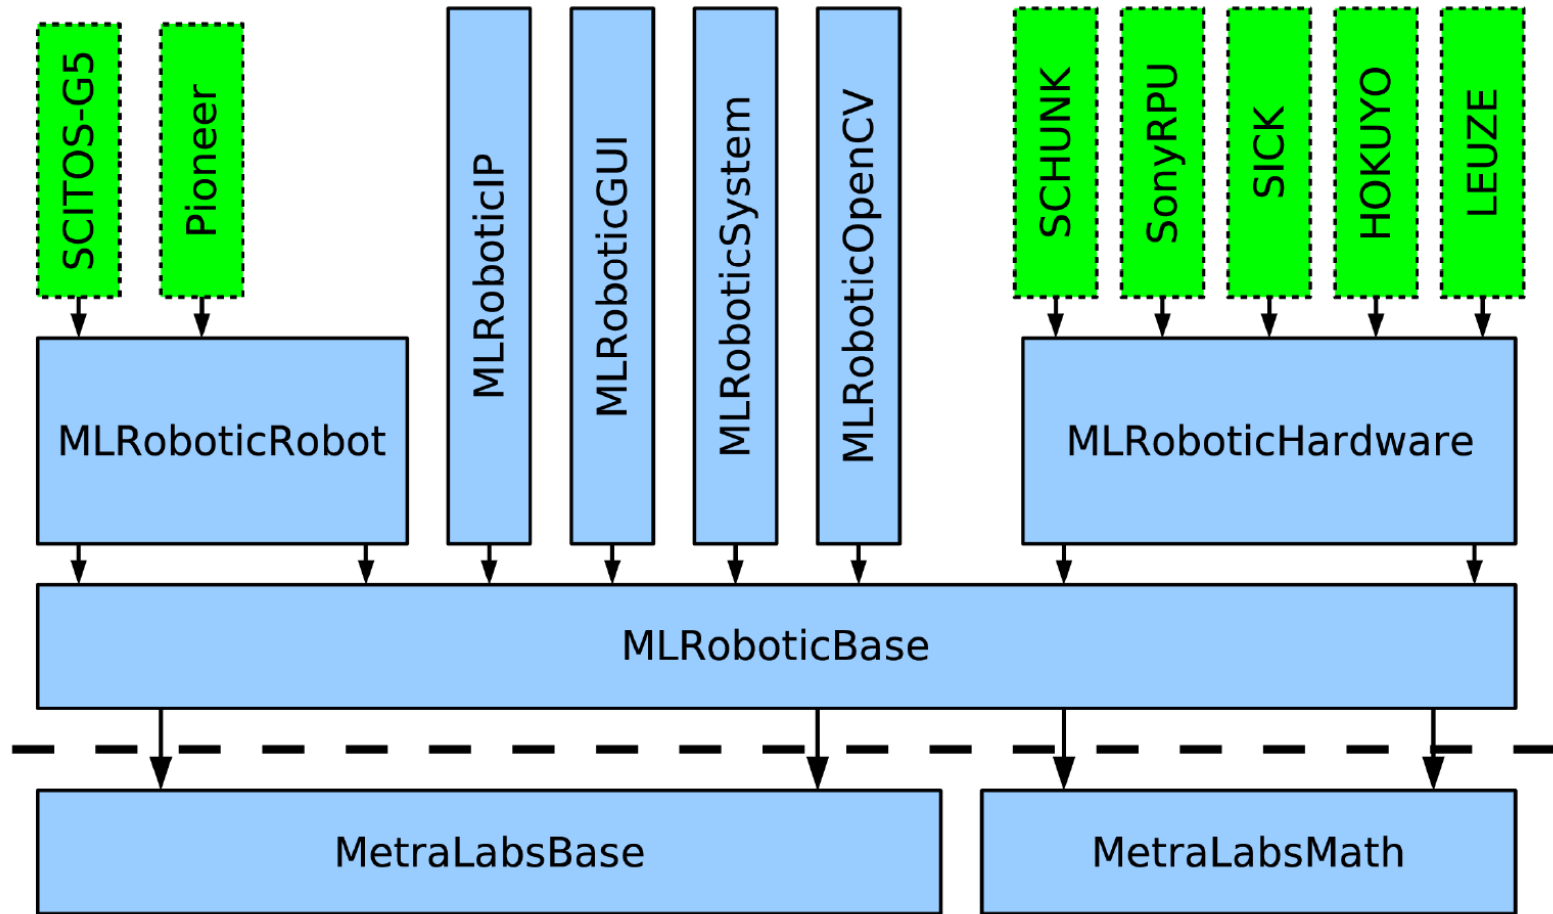 SCITOS-G5
Pioneer
MLRoboticIP
MLRoboticGUI
MLRoboticSystem
MLRoboticOpenCV
SCHUNK
SonyRPU
SICK
HOKUYO
LEUZE
MLRoboticRobot
MLRoboticHardware
MLRoboticBase
MetraLabsBase
MetraLabsMath